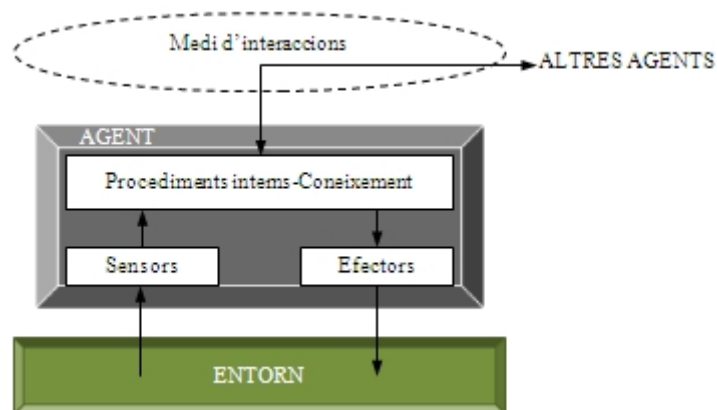 Medi d'interaccions
ALTRES AGENTS
AGENT
Procediments interns-Coneixement
Sensors
Efectors
ENTORN